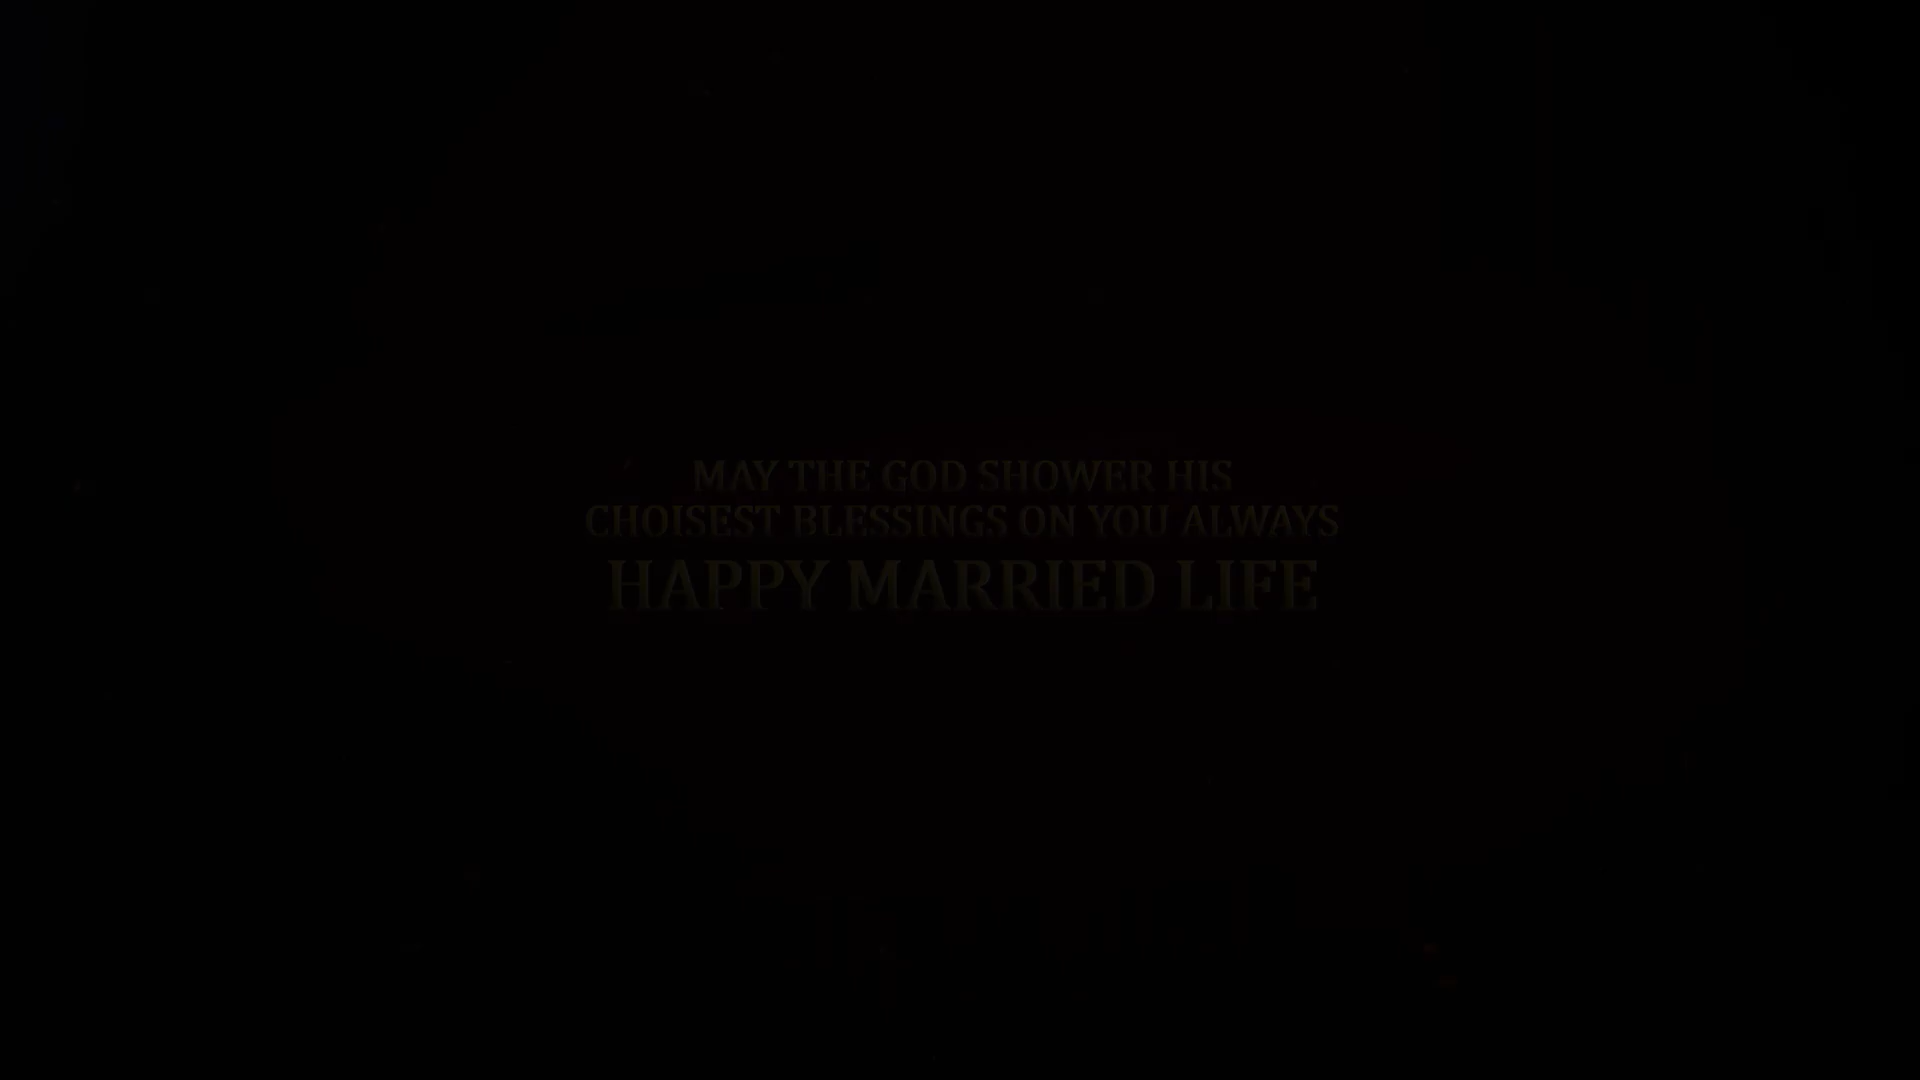 MAY THE GOD SHOWER HIS
CHOISEST BLESSINGS ON YOU ALWAYS
HAPPY MARRIED LIFE